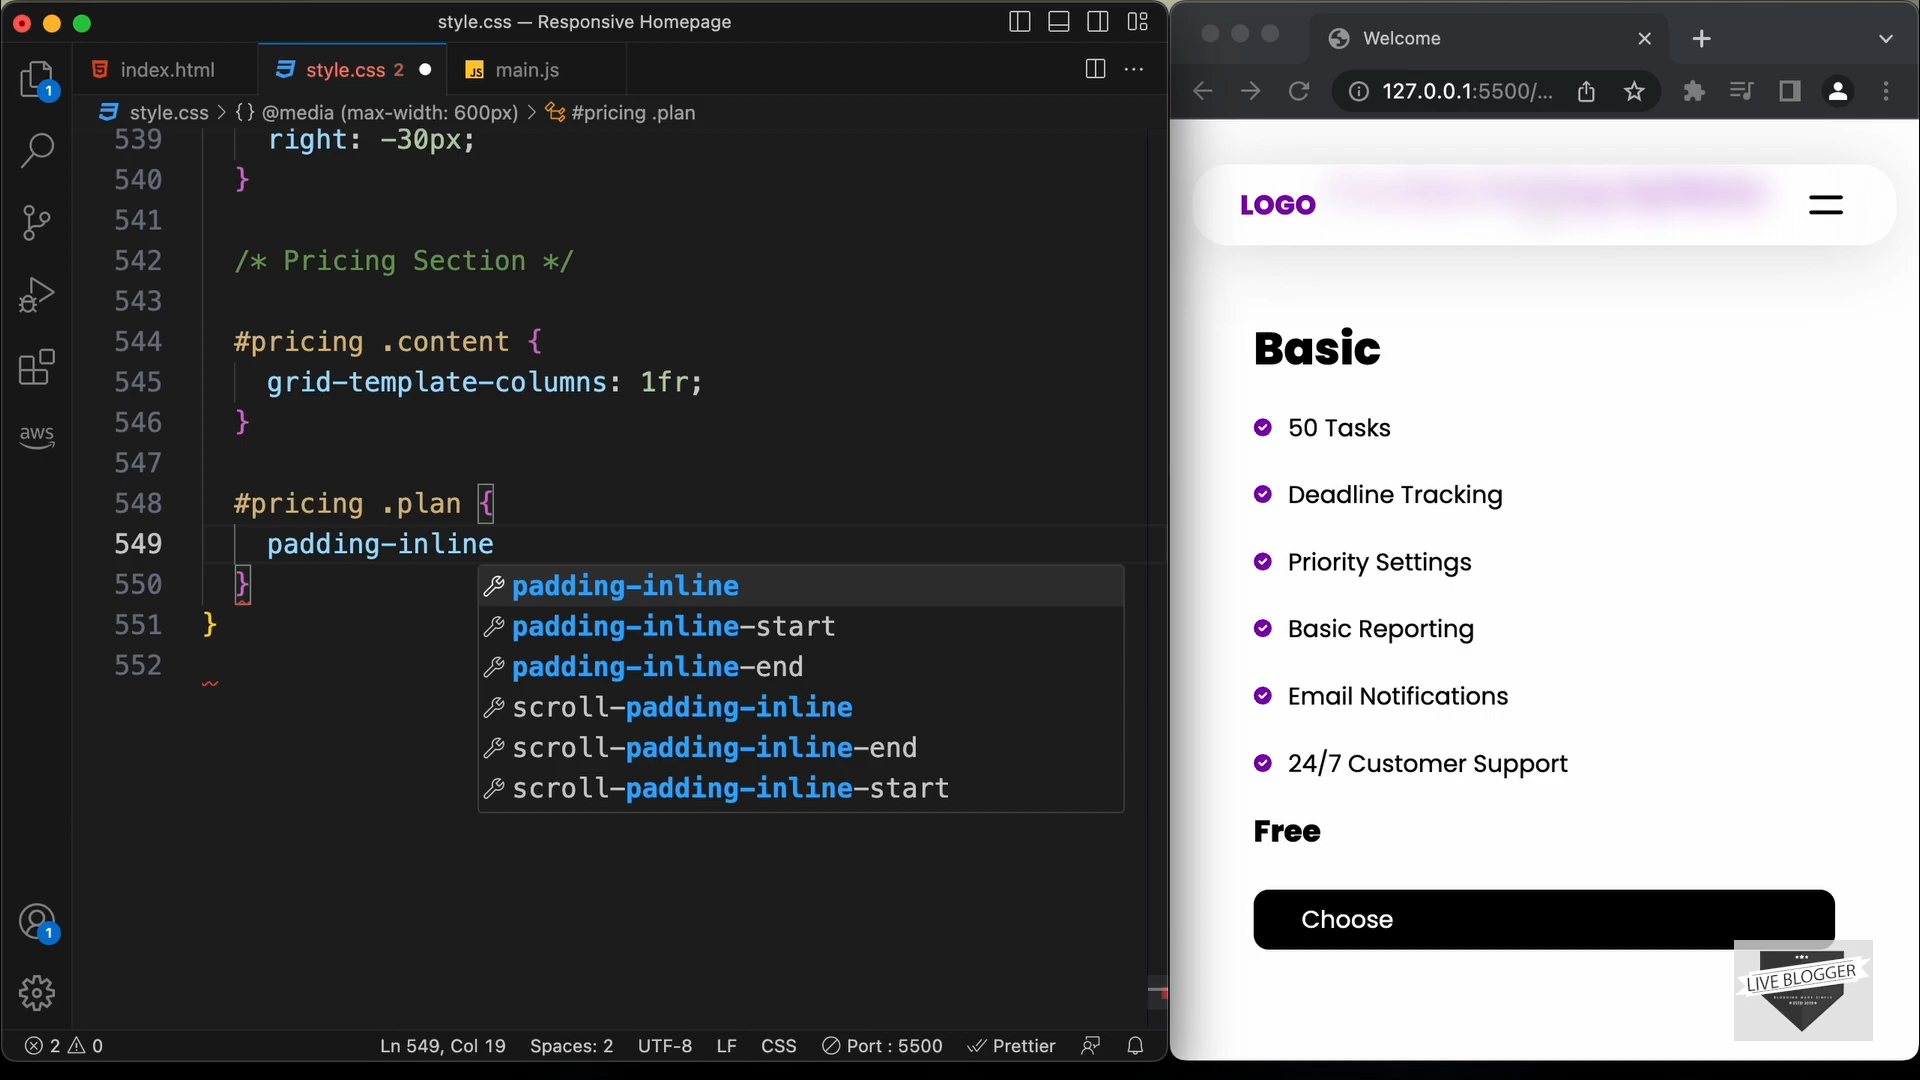 style.css — Responsive Homepage
index.html
style.css 2
main.js
style.css > {} @media (max-width: 600px) > #pricing .plan
539 right: -30px;
540 }
541
542 /* Pricing Section */
543
544 #pricing .content {
545 grid-template-columns: 1fr;
546 }
547
548 #pricing .plan {
549 padding-inline
550 }
551 }
552
padding-inline
padding-inline-start
padding-inline-end
scroll-padding-inline
scroll-padding-inline-end
scroll-padding-inline-start
1
aws
1
2 0
Ln 549, Col 19
Spaces: 2
UTF-8
LF
CSS
Port : 5500
Prettier
Welcome
127.0.0.1:5500/...
LOGO
Basic
50 Tasks
Deadline Tracking
Priority Settings
Basic Reporting
Email Notifications
24/7 Customer Support
Free
Choose
LIVE BLOGGER